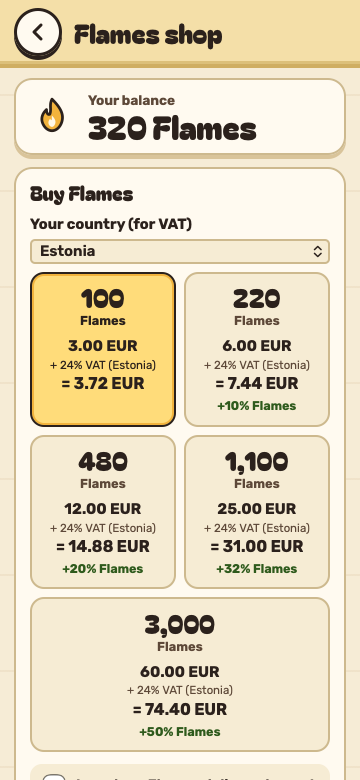 Flames shop
Your balance
320 Flames
Buy Flames
Your country (for VAT)
Estonia
100
Flames
3.00 EUR
+ 24% VAT (Estonia)
= 3.72 EUR
220
Flames
6.00 EUR
+ 24% VAT (Estonia)
= 7.44 EUR
+10% Flames
480
Flames
12.00 EUR
+ 24% VAT (Estonia)
= 14.88 EUR
+20% Flames
1,100
Flames
25.00 EUR
+ 24% VAT (Estonia)
= 31.00 EUR
+32% Flames
3,000
Flames
60.00 EUR
+ 24% VAT (Estonia)
= 74.40 EUR
+50% Flames